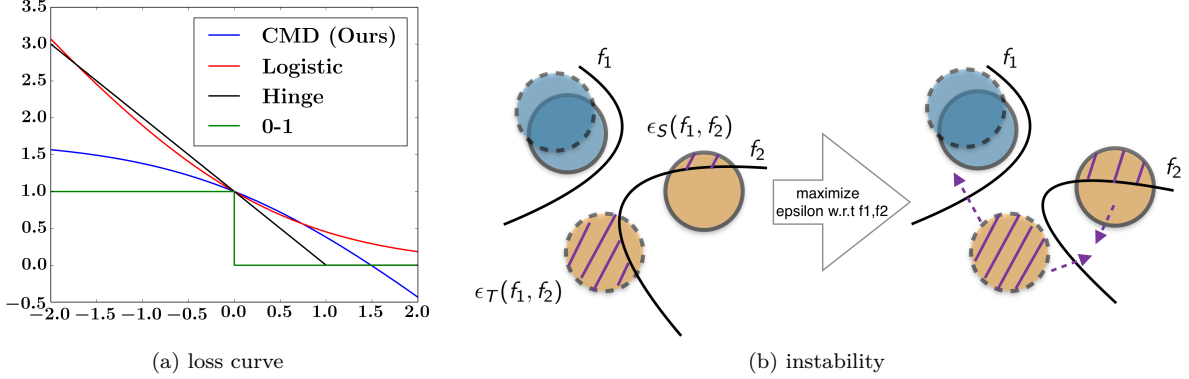 3.5
3.0
2.5
2.0
1.5
1.0
0.5
0.0
−0.5
−2.0 −1.5 −1.0 −0.5 0.0 0.5 1.0 1.5 2.0
CMD (Ours)
Logistic
Hinge
0-1
(a) loss curve
f1
ϵS(f1, f2)
f2
ϵT(f1, f2)
maximize
epsilon w.r.t f1,f2
f1
f2
(b) instability